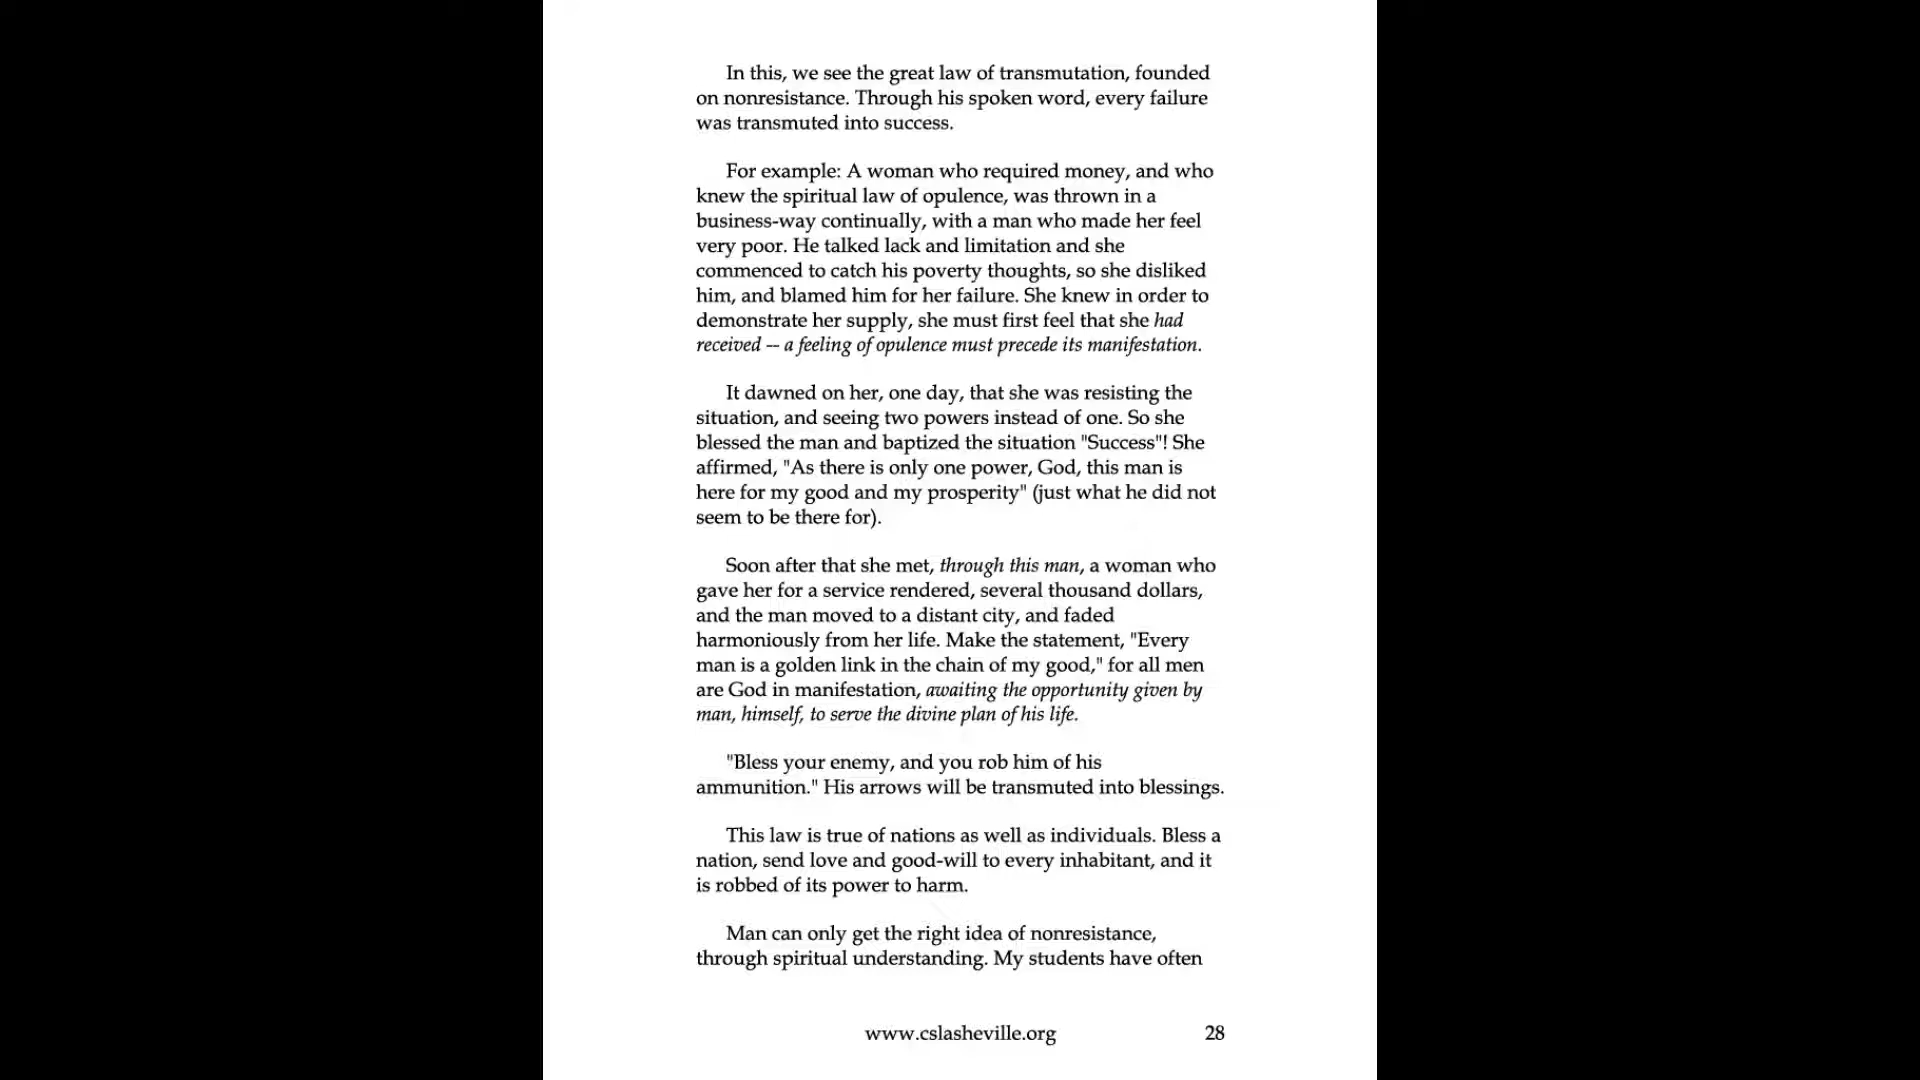 In this, we see the great law of transmutation, founded
on nonresistance. Through his spoken word, every failure
was transmuted into success.
For example: A woman who required money, and who
knew the spiritual law of opulence, was thrown in a
business-way continually, with a man who made her feel
very poor. He talked lack and limitation and she
commenced to catch his poverty thoughts, so she disliked
him, and blamed him for her failure. She knew in order to
demonstrate her supply, she must first feel that she had
received -- a feeling of opulence must precede its manifestation.
It dawned on her, one day, that she was resisting the
situation, and seeing two powers instead of one. So she
blessed the man and baptized the situation "Success"! She
affirmed, "As there is only one power, God, this man is
here for my good and my prosperity" (just what he did not
seem to be there for).
Soon after that she met, through this man, a woman who
gave her for a service rendered, several thousand dollars,
and the man moved to a distant city, and faded
harmoniously from her life. Make the statement, "Every
man is a golden link in the chain of my good," for all men
are God in manifestation, awaiting the opportunity given by
man, himself, to serve the divine plan of his life.
"Bless your enemy, and you rob him of his
ammunition." His arrows will be transmuted into blessings.
This law is true of nations as well as individuals. Bless a
nation, send love and good-will to every inhabitant, and it
is robbed of its power to harm.
Man can only get the right idea of nonresistance,
through spiritual understanding. My students have often
www.cslasheville.org 28